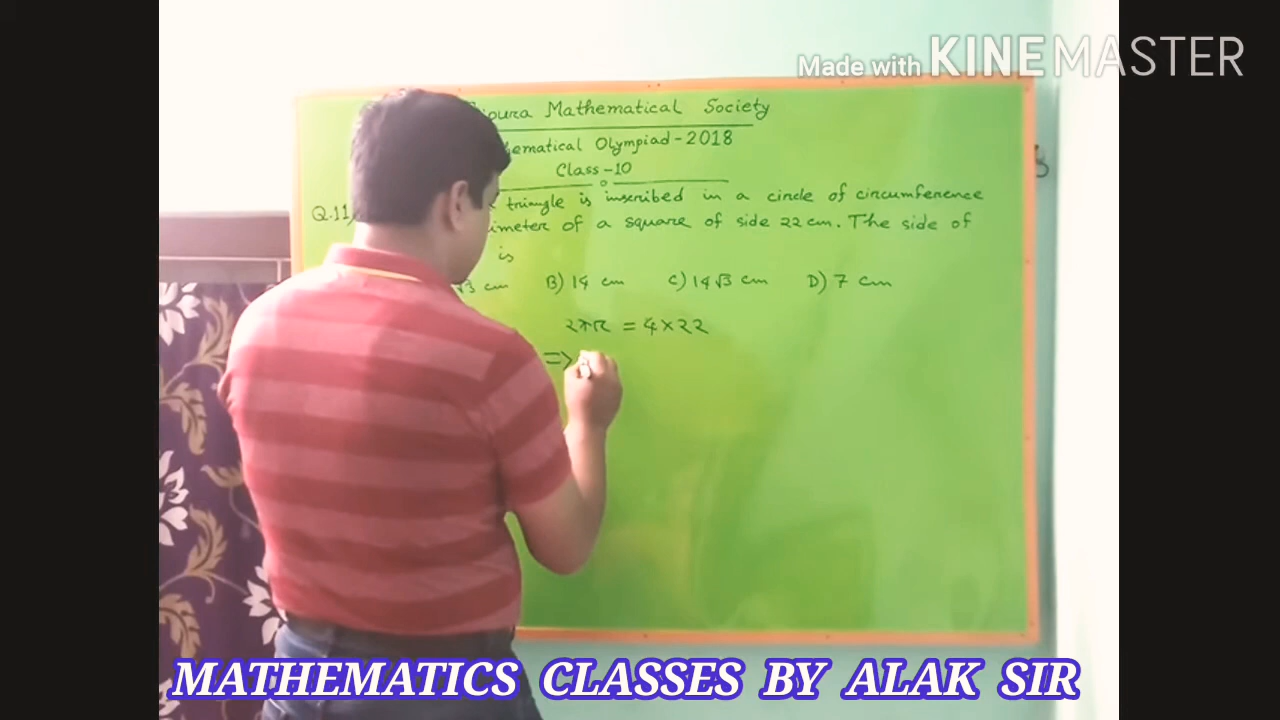 Made with KINEMASTER
Mathematical Society
Olympiad - 2018
Class - 10
Q.11) triangle is inscribed in a circle of circumference
of a square of side 22 cm. The side of
is
√3 cm B) 14 cm C) 14√3 cm D) 7 cm
2πr = 4 × 22
⇒
MATHEMATICS CLASSES BY ALAK SIR